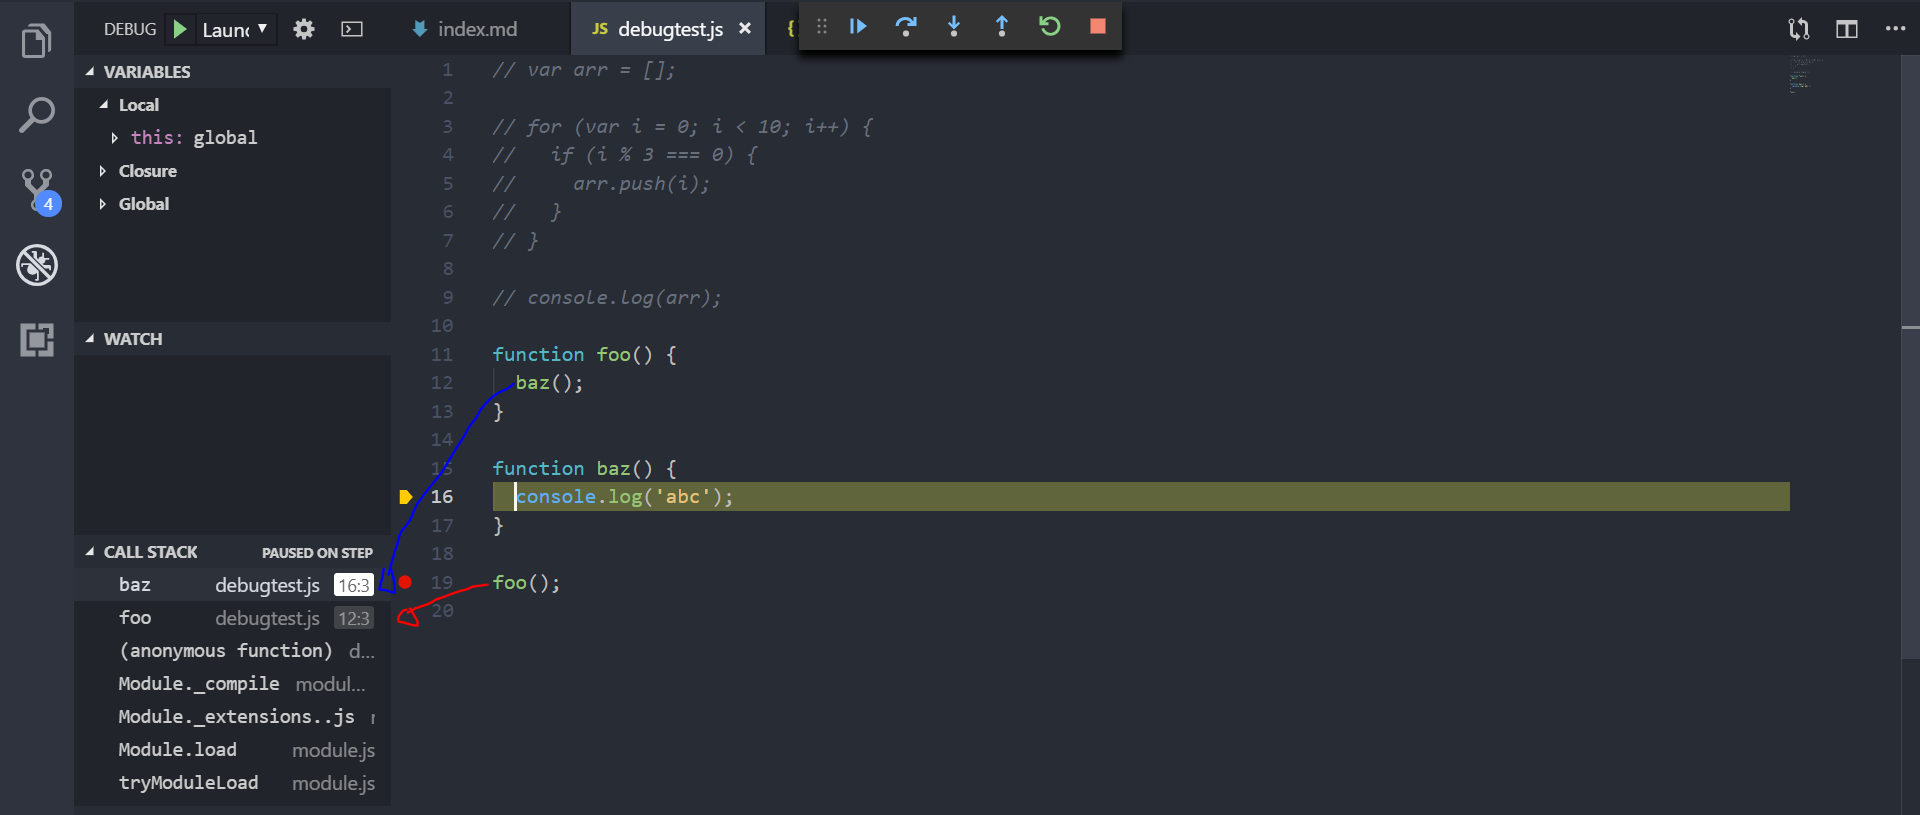 DEBUG Launc
index.md
JS debugtest.js ×
{}
VARIABLES
Local
this: global
Closure
Global
4
WATCH
CALL STACK PAUSED ON STEP
baz debugtest.js 16:3
foo debugtest.js 12:3
(anonymous function) d...
Module._compile modul...
Module._extensions..js
Module.load module.js
tryModuleLoad module.js
1 // var arr = [];
2
3 // for (var i = 0; i < 10; i++) {
4 //   if (i % 3 === 0) {
5 //     arr.push(i);
6 //   }
7 // }
8
9 // console.log(arr);
10
11 function foo() {
12   baz();
13 }
14
15 function baz() {
16   console.log('abc');
17 }
18
19 foo();
20